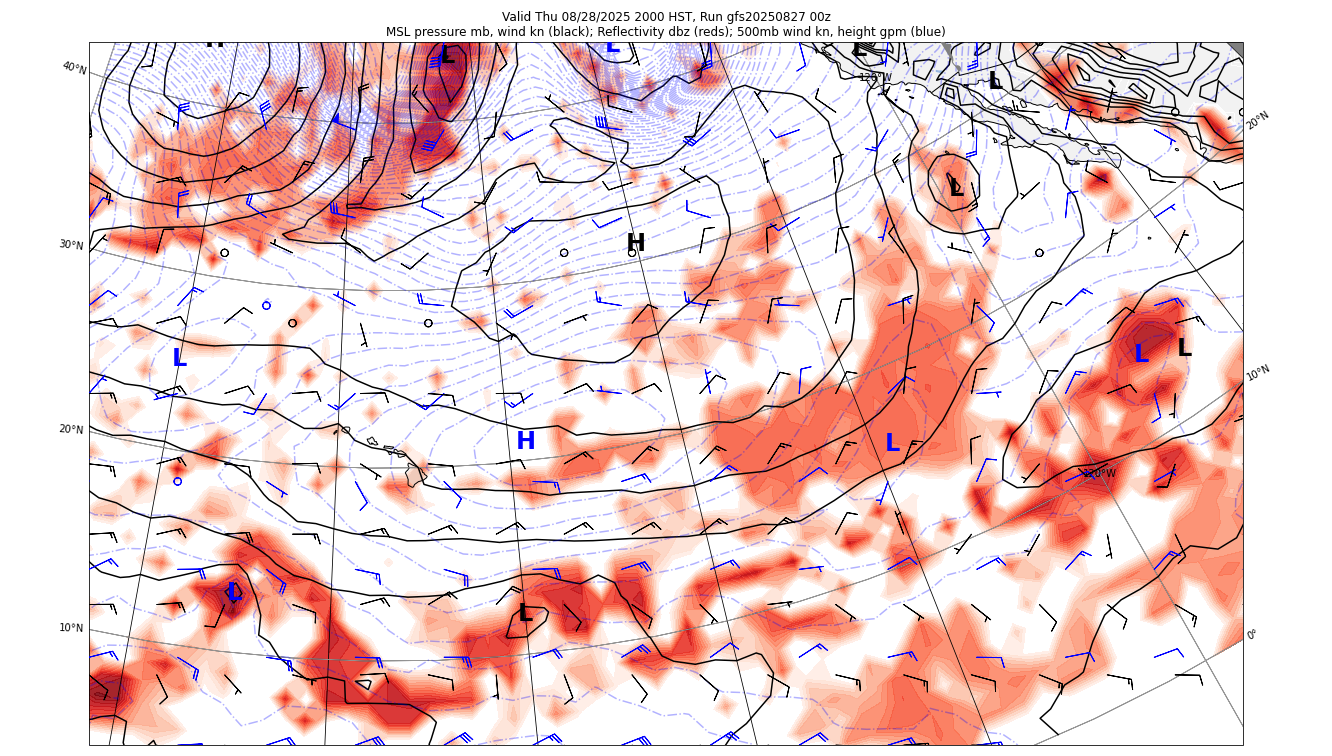 Valid Thu 08/28/2025 2000 HST, Run gfs20250827 00z
MSL pressure mb, wind kn (black); Reflectivity dbz (reds); 500mb wind kn, height gpm (blue)
H
L
L
L
40°N
120°W
L
20°N
L
30°N
H
L
L
L
10°N
20°N
H
L
120°W
L
L
10°N
0°